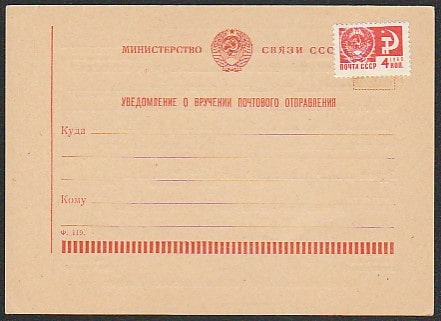 МИНИСТЕРСТВО СВЯЗИ СССР
ПОЧТА СССР 4 КОП.
1966
УВЕДОМЛЕНИЕ О ВРУЧЕНИИ ПОЧТОВОГО ОТПРАВЛЕНИЯ
Куда
Кому
Ф. 119.